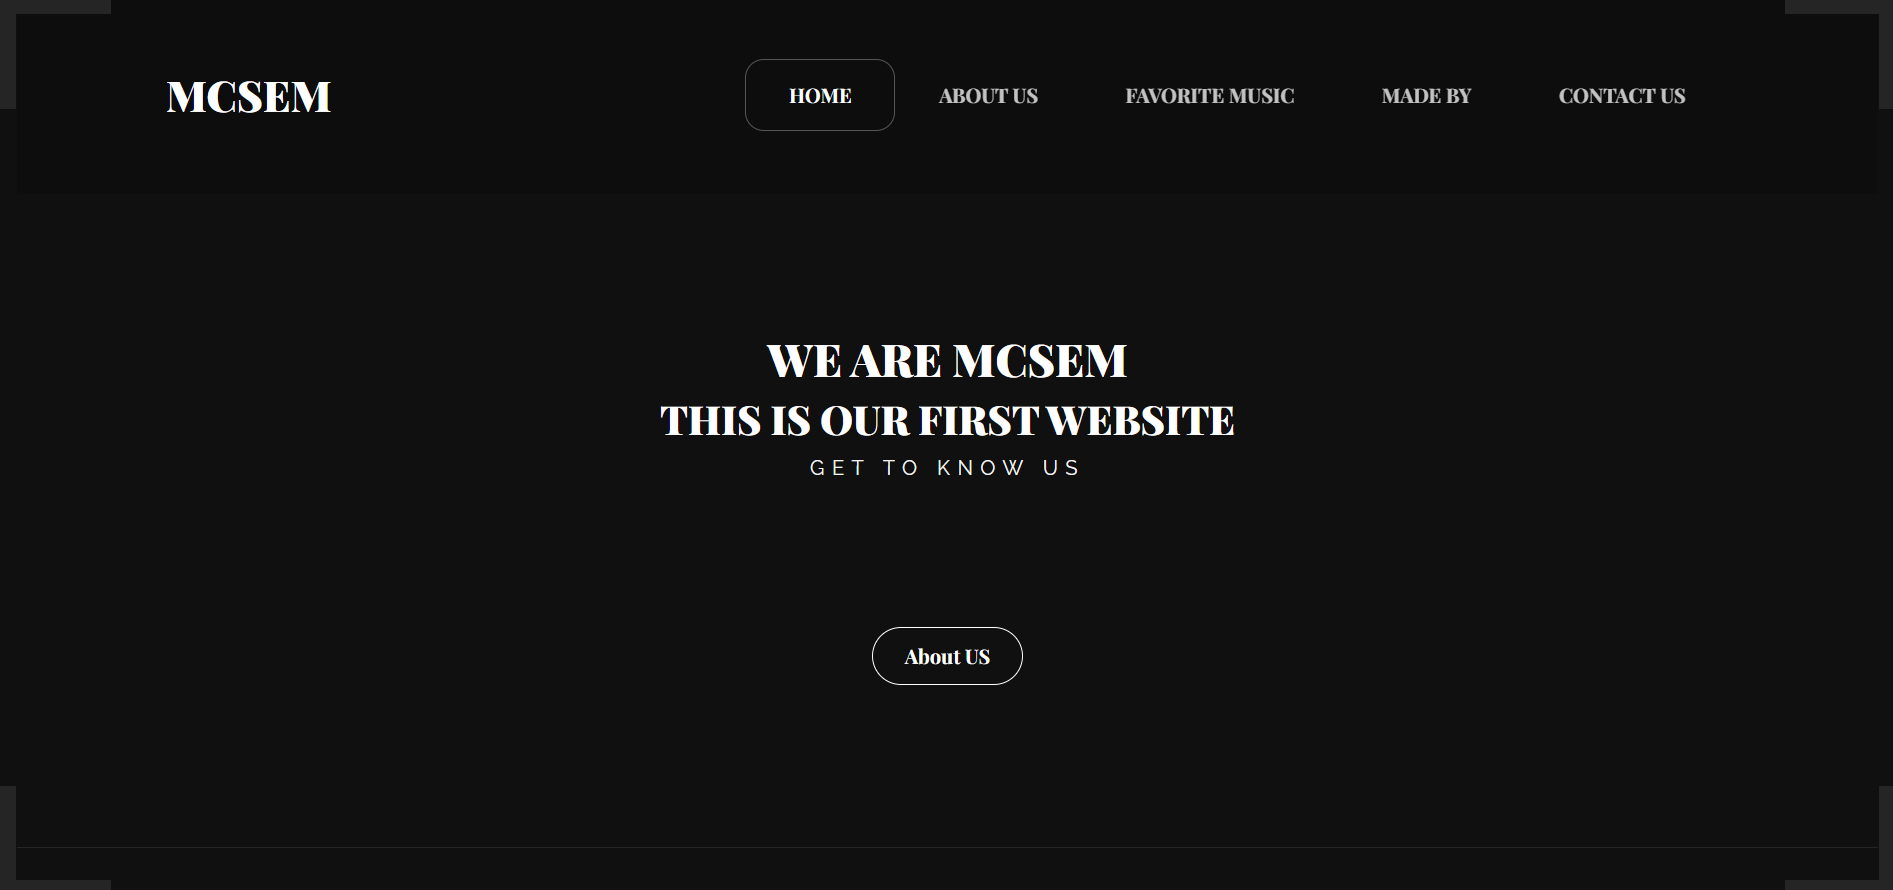 MCSEM
HOME
ABOUT US
FAVORITE MUSIC
MADE BY
CONTACT US
WE ARE MCSEM
THIS IS OUR FIRST WEBSITE
GET TO KNOW US
About US